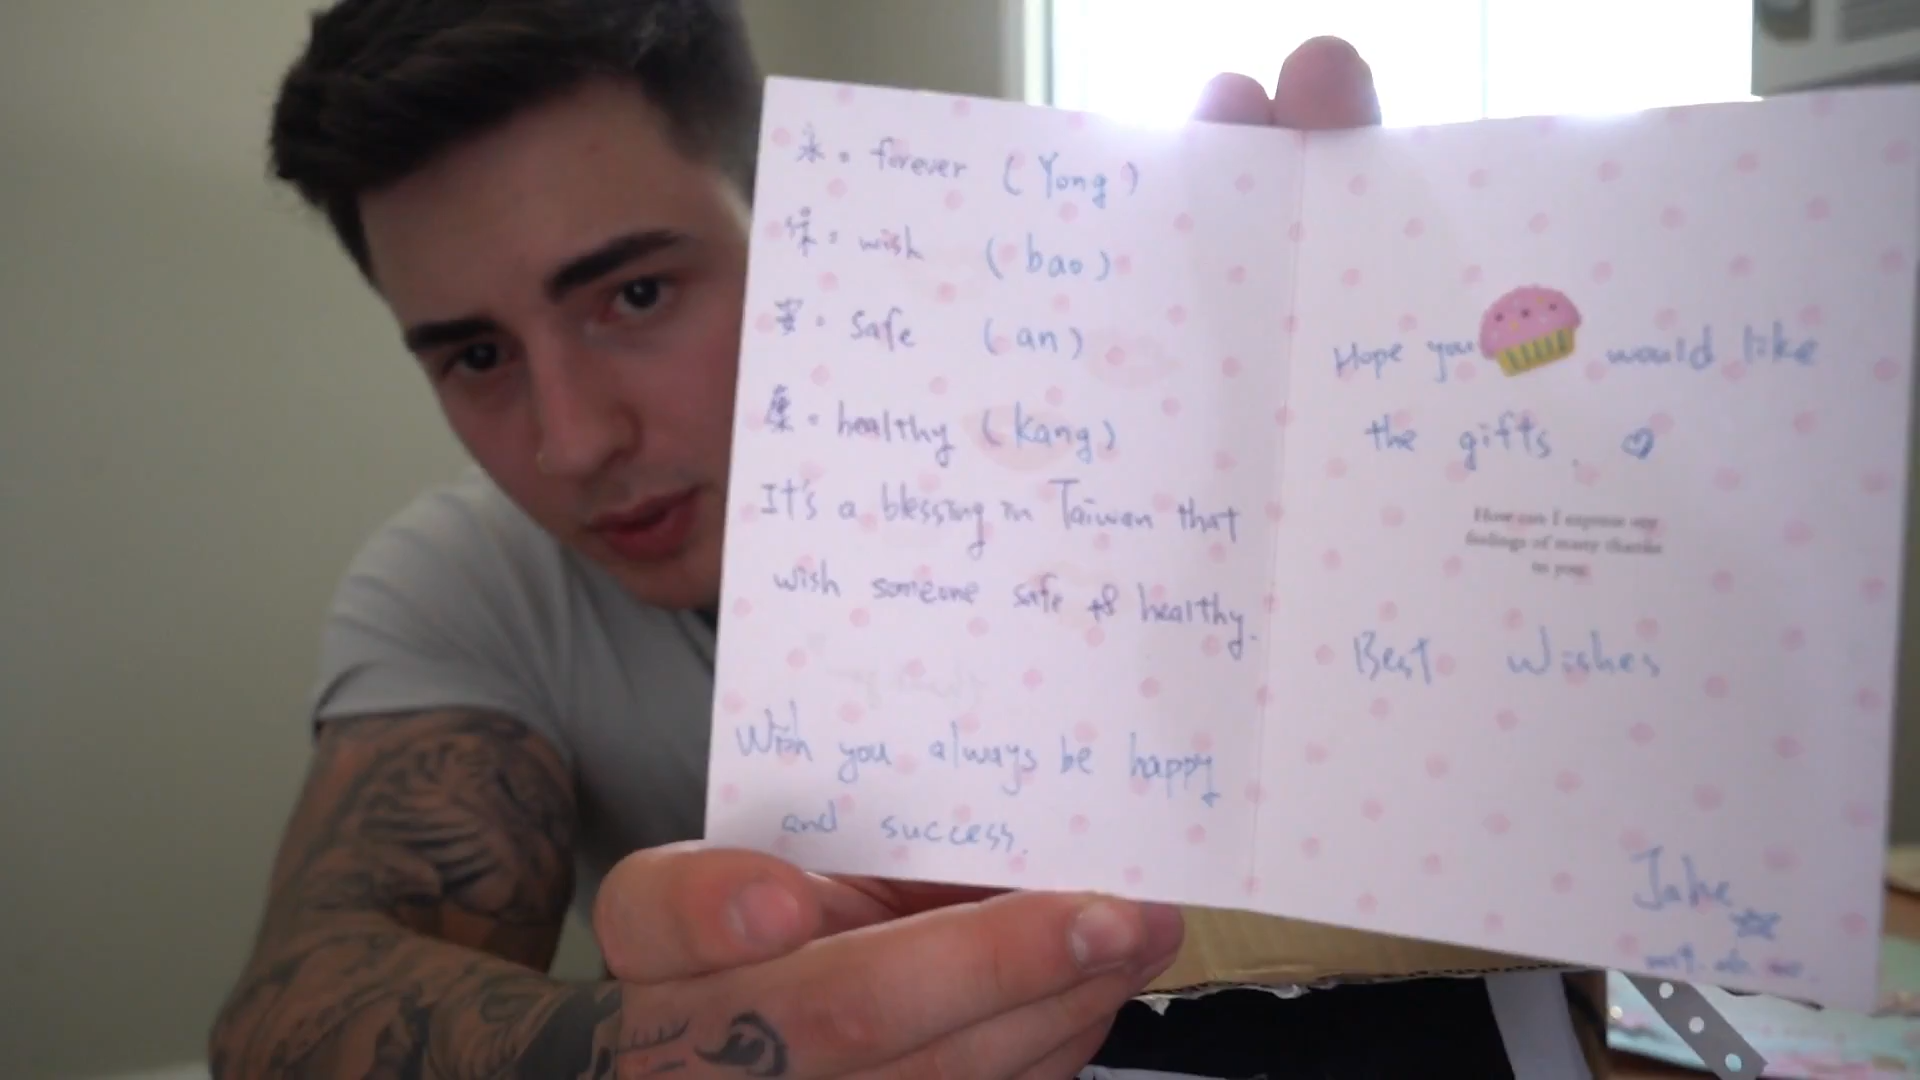 永 = forever (Yong)
保 = wish (bao)
安 = safe (an)
康 = healthy (kang)
It's a blessing in Taiwan that
wish someone safe & healthy.
Wish you always be happy
and success.
Hope you would like
the gifts.
How can I express my
feelings of many thanks
to you.
Best Wishes